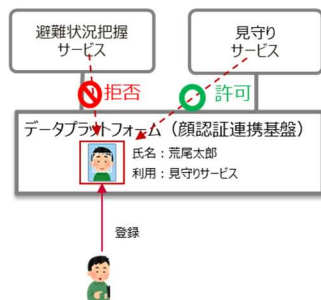 避難状況把握
サービス
見守り
サービス
拒否
許可
データプラットフォーム（顔認証連携基盤）
氏名：荒尾太郎
利用：見守りサービス
登録